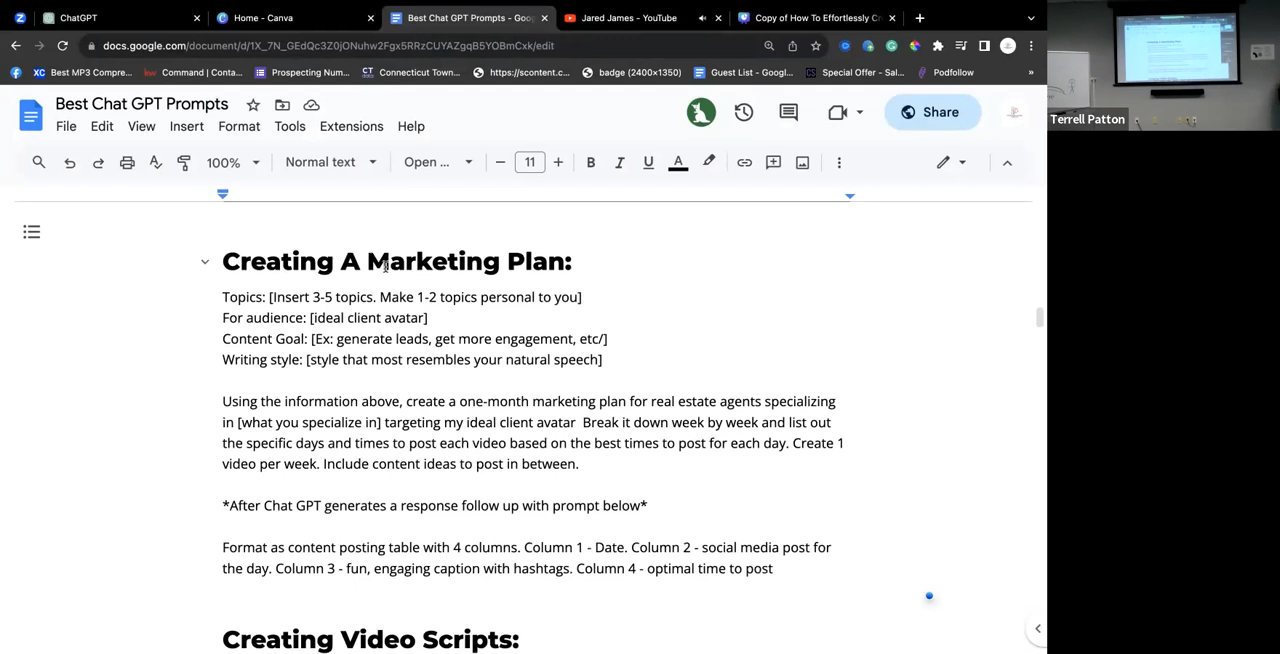 ChatGPT
Home - Canva
Best Chat GPT Prompts - Goo
Jared James - YouTube
Copy of How To Effortlessly Cr
docs.google.com/document/d/1X_7N_GEdQc3Z0jONuhw2Fgx5RRzCUYAZgqB5YOBmCxk/edit
XC Best MP3 Compre...
kw Command | Conta...
Prospecting Num...
CT Connecticut Town...
https://scontent.c...
badge (2400×1350)
Guest List - Googl...
CS Special Offer - Sal...
Podfollow
»
Terrell Patton
Best Chat GPT Prompts
File Edit View Insert Format Tools Extensions Help
Share
100% Normal text Open ... 11 B I U A
Creating A Marketing Plan:
Topics: [Insert 3-5 topics. Make 1-2 topics personal to you]
For audience: [ideal client avatar]
Content Goal: [Ex: generate leads, get more engagement, etc/]
Writing style: [style that most resembles your natural speech]
Using the information above, create a one-month marketing plan for real estate agents specializing
in [what you specialize in] targeting my ideal client avatar  Break it down week by week and list out
the specific days and times to post each video based on the best times to post for each day. Create 1
video per week. Include content ideas to post in between.
*After Chat GPT generates a response follow up with prompt below*
Format as content posting table with 4 columns. Column 1 - Date. Column 2 - social media post for
the day. Column 3 - fun, engaging caption with hashtags. Column 4 - optimal time to post
Creating Video Scripts: